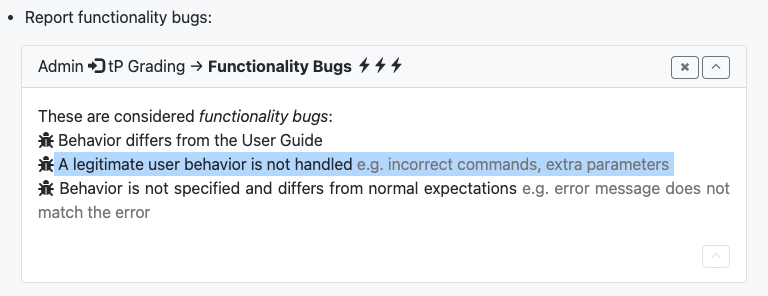 • Report functionality bugs:
Admin tP Grading → Functionality Bugs
These are considered functionality bugs:
Behavior differs from the User Guide
A legitimate user behavior is not handled e.g. incorrect commands, extra parameters
Behavior is not specified and differs from normal expectations e.g. error message does not
match the error